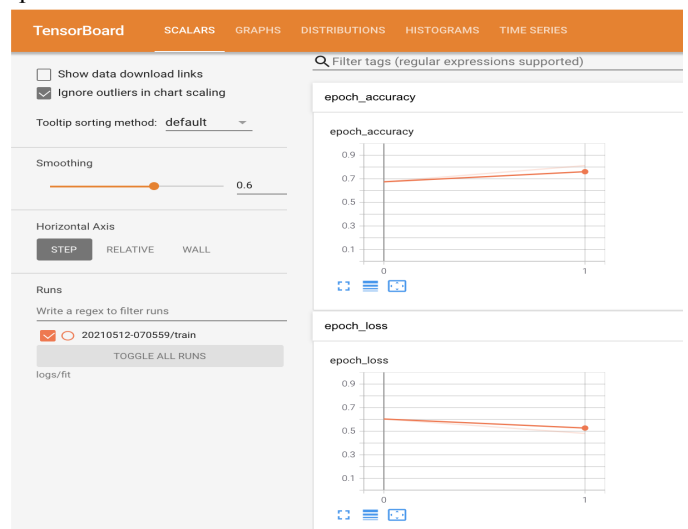 TensorBoard SCALARS GRAPHS DISTRIBUTIONS HISTOGRAMS TIME SERIES
Show data download links
Ignore outliers in chart scaling
Tooltip sorting method: default
Smoothing
0.6
Horizontal Axis
STEP RELATIVE WALL
Runs
Write a regex to filter runs
20210512-070559/train
TOGGLE ALL RUNS
logs/fit
Filter tags (regular expressions supported)
epoch_accuracy
epoch_accuracy
0.9
0.7
0.5
0.3
0.1
0 1
epoch_loss
epoch_loss
0.9
0.7
0.5
0.3
0.1
0 1